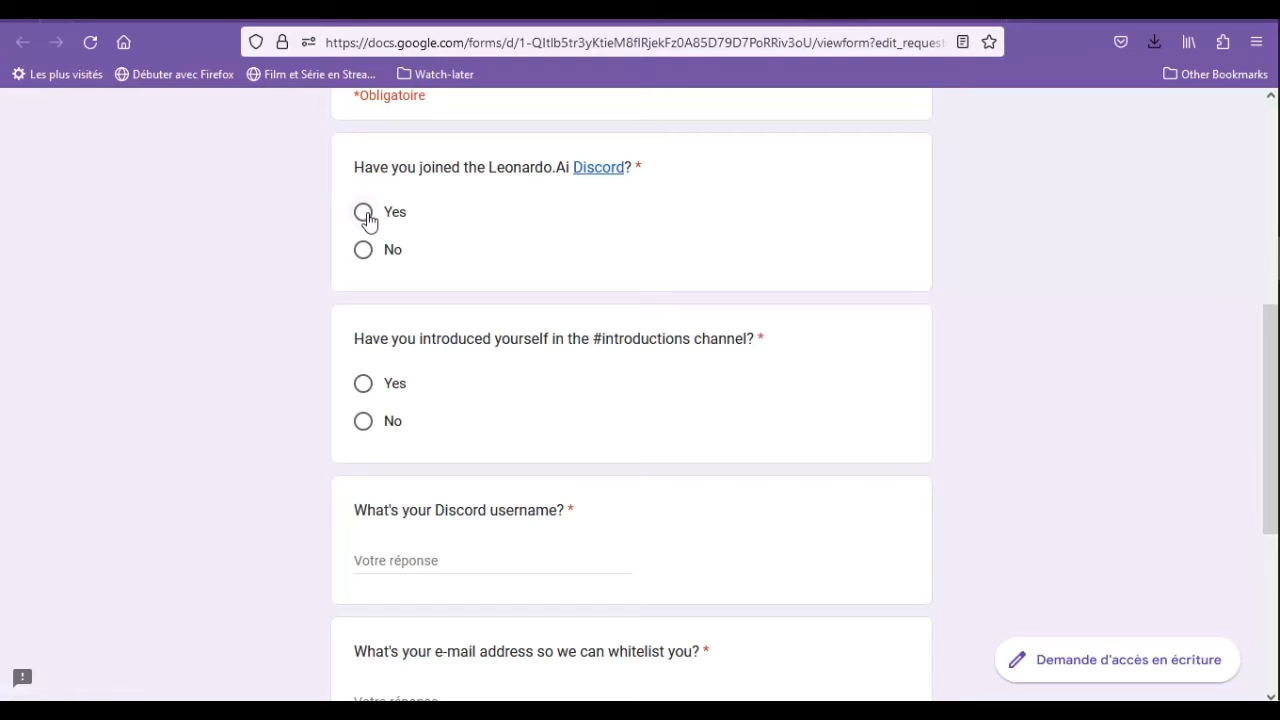 https://docs.google.com/forms/d/1-QItIb5tr3yKtieM8fIRjekFz0A85D79D7PoRRiv3oU/viewform?edit_request
Les plus visités Débuter avec Firefox Film et Série en Strea... Watch-later Other Bookmarks
*Obligatoire
Have you joined the Leonardo.Ai Discord? *
Yes
No
Have you introduced yourself in the #introductions channel? *
Yes
No
What's your Discord username? *
Votre réponse
What's your e-mail address so we can whitelist you? *
Votre réponse
Demande d'accès en écriture